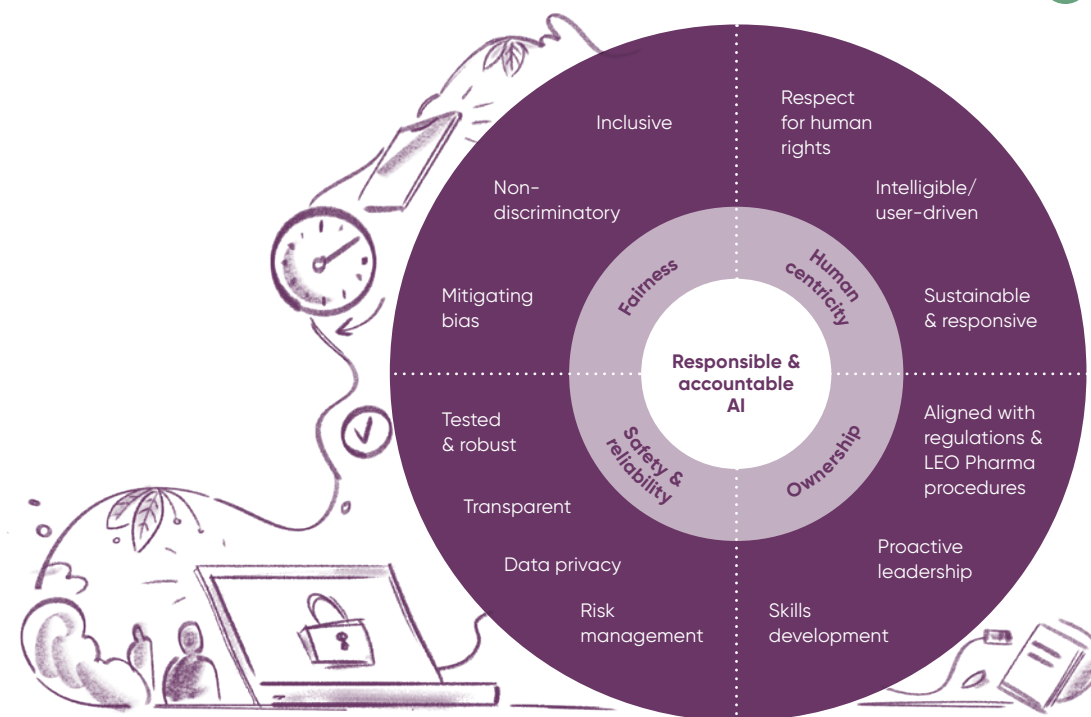 Inclusive
Non-
discriminatory
Mitigating
bias
Respect
for human
rights
Intelligible/
user-driven
Sustainable
& responsive
Fairness
Human
centricity
Responsible &
accountable
AI
Safety &
reliability
Ownership
Tested
& robust
Transparent
Data privacy
Risk
management
Aligned with
regulations &
LEO Pharma
procedures
Proactive
leadership
Skills
development